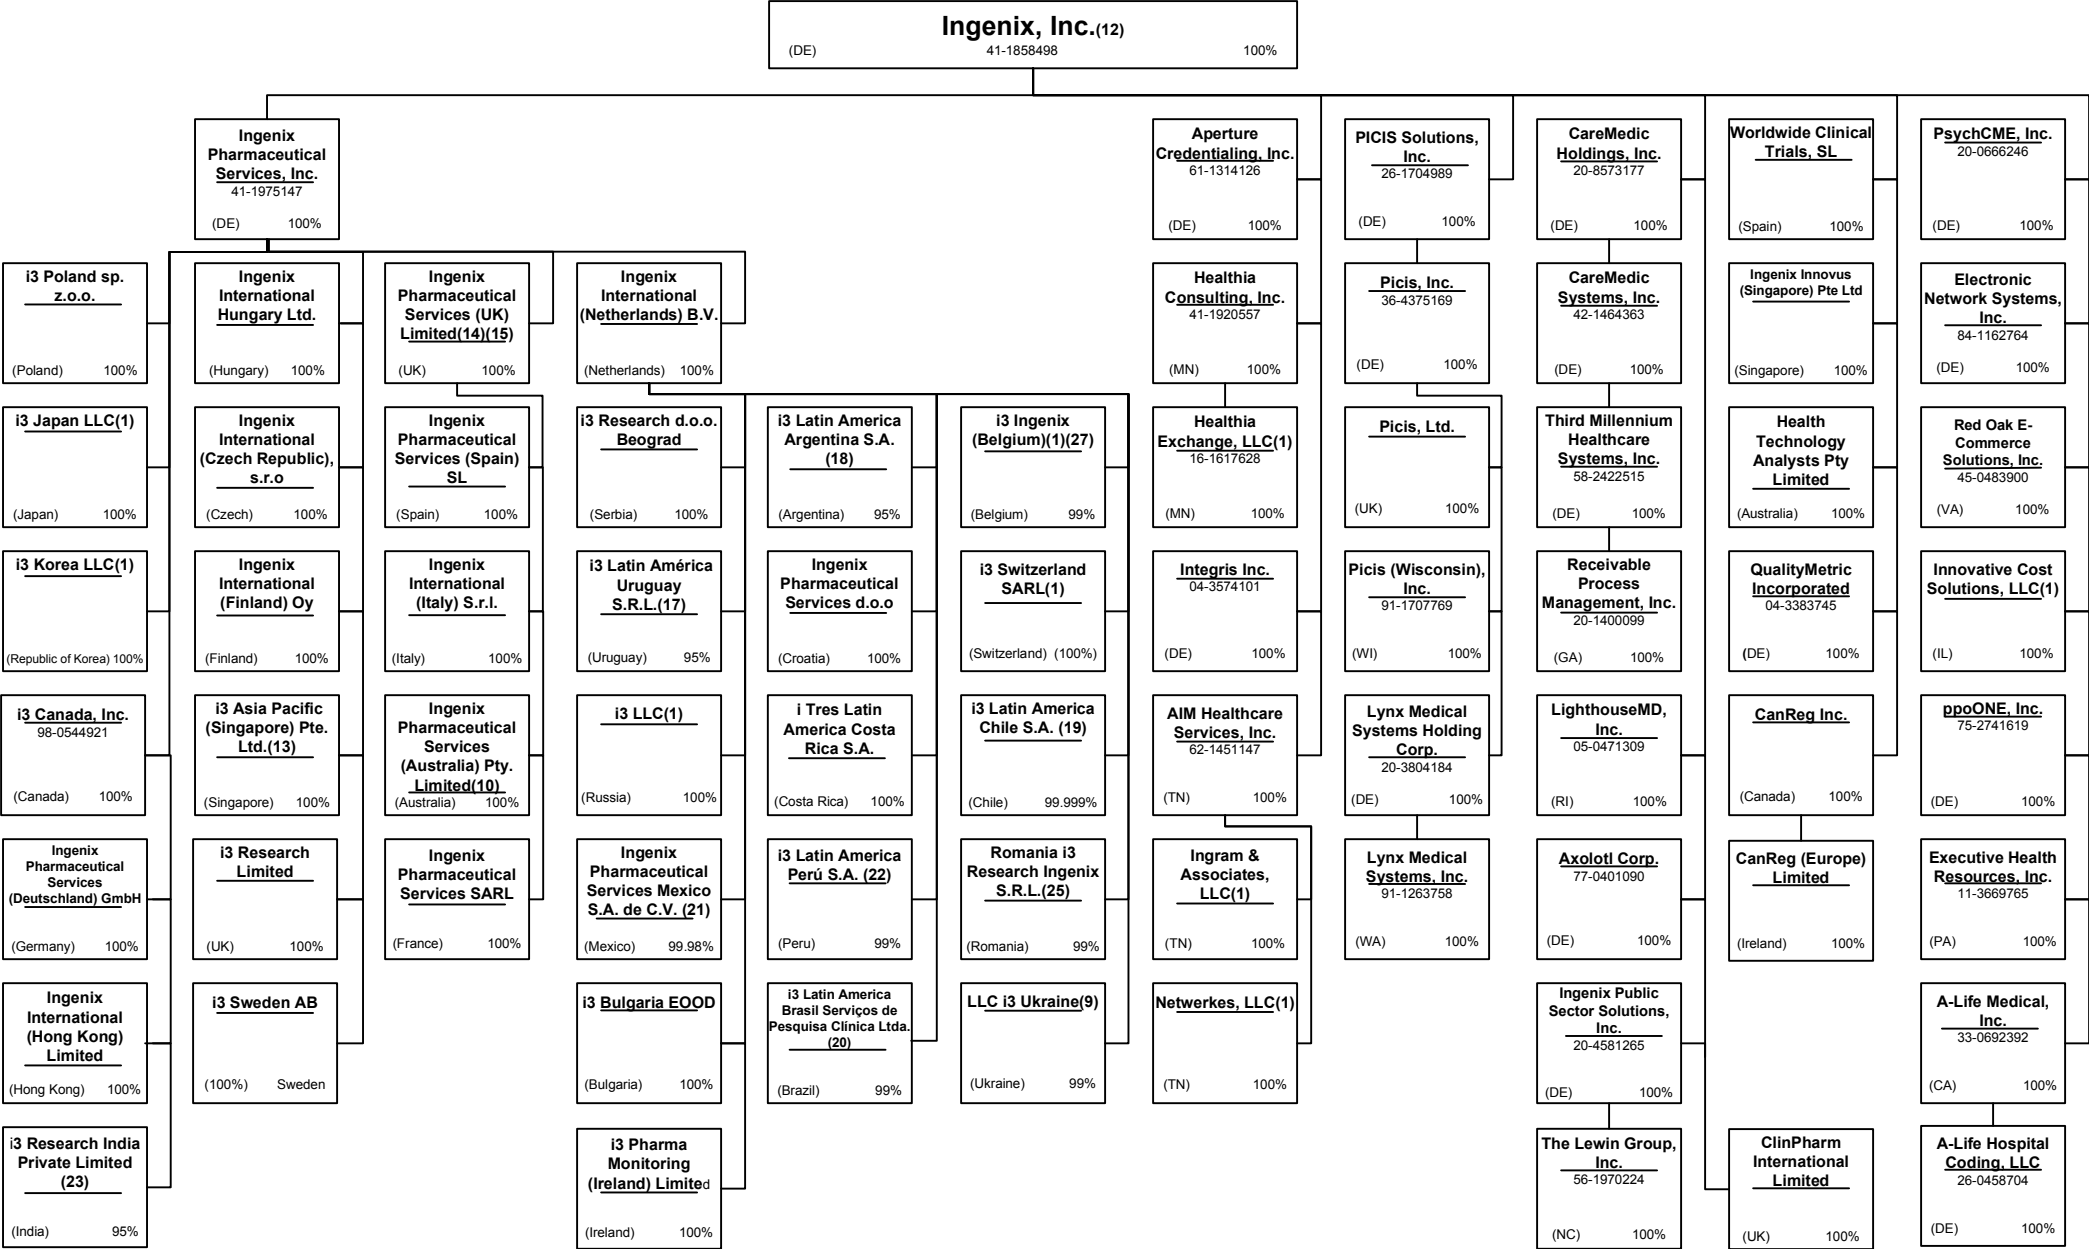 Ingenix, Inc.(12)
(DE) 41-1858498 100%
Ingenix
Pharmaceutical
Services, Inc.
41-1975147
(DE) 100%
Aperture
Credentialing, Inc.
61-1314126
(DE) 100%
PICIS Solutions,
Inc.
26-1704989
(DE) 100%
CareMedic
Holdings, Inc.
20-8573177
(DE) 100%
Worldwide Clinical
Trials, SL
(Spain) 100%
PsychCME, Inc.
20-0666246
(DE) 100%
i3 Poland sp.
z.o.o.
(Poland) 100%
Ingenix
International
Hungary Ltd.
(Hungary) 100%
Ingenix
Pharmaceutical
Services (UK)
Limited(14)(15)
(UK) 100%
Ingenix
International
(Netherlands) B.V.
(Netherlands) 100%
Healthia
Consulting, Inc.
41-1920557
(MN) 100%
Picis, Inc.
36-4375169
(DE) 100%
CareMedic
Systems, Inc.
42-1464363
(DE) 100%
Ingenix Innovus
(Singapore) Pte Ltd
(Singapore) 100%
Electronic
Network Systems,
Inc.
84-1162764
(DE) 100%
i3 Japan LLC(1)
(Japan) 100%
Ingenix
International
(Czech Republic),
s.r.o
(Czech) 100%
Ingenix
Pharmaceutical
Services (Spain)
SL
(Spain) 100%
i3 Research d.o.o.
Beograd
(Serbia) 100%
i3 Latin America
Argentina S.A.
(18)
(Argentina) 95%
i3 Ingenix
(Belgium)(1)(27)
(Belgium) 99%
Healthia
Exchange, LLC(1)
16-1617628
(MN) 100%
Picis, Ltd.
(UK) 100%
Third Millennium
Healthcare
Systems, Inc.
58-2422515
(DE) 100%
Health
Technology
Analysts Pty
Limited
(Australia) 100%
Red Oak E-
Commerce
Solutions, Inc.
45-0483900
(VA) 100%
i3 Korea LLC(1)
(Republic of Korea) 100%
Ingenix
International
(Finland) Oy
(Finland) 100%
Ingenix
International
(Italy) S.r.l.
(Italy) 100%
i3 Latin América
Uruguay
S.R.L.(17)
(Uruguay) 95%
Ingenix
Pharmaceutical
Services d.o.o
(Croatia) 100%
i3 Switzerland
SARL(1)
(Switzerland) (100%)
Integris Inc.
04-3574101
(DE) 100%
Picis (Wisconsin),
Inc.
91-1707769
(WI) 100%
Receivable
Process
Management, Inc.
20-1400099
(GA) 100%
QualityMetric
Incorporated
04-3383745
(DE) 100%
Innovative Cost
Solutions, LLC(1)
(IL) 100%
i3 Canada, Inc.
98-0544921
(Canada) 100%
i3 Asia Pacific
(Singapore) Pte.
Ltd.(13)
(Singapore) 100%
Ingenix
Pharmaceutical
Services
(Australia) Pty.
Limited(10)
(Australia) 100%
i3 LLC(1)
(Russia) 100%
i Tres Latin
America Costa
Rica S.A.
(Costa Rica) 100%
i3 Latin America
Chile S.A. (19)
(Chile) 99.999%
AIM Healthcare
Services, Inc.
62-1451147
(TN) 100%
Lynx Medical
Systems Holding
Corp.
20-3804184
(DE) 100%
LighthouseMD,
Inc.
05-0471309
(RI) 100%
CanReg Inc.
(Canada) 100%
ppoONE, Inc.
75-2741619
(DE) 100%
Ingenix
Pharmaceutical
Services
(Deutschland) GmbH
(Germany) 100%
i3 Research
Limited
(UK) 100%
Ingenix
Pharmaceutical
Services SARL
(France) 100%
Ingenix
Pharmaceutical
Services Mexico
S.A. de C.V. (21)
(Mexico) 99.98%
i3 Latin America
Perú S.A. (22)
(Peru) 99%
Romania i3
Research Ingenix
S.R.L.(25)
(Romania) 99%
Ingram &
Associates,
LLC(1)
(TN) 100%
Lynx Medical
Systems, Inc.
91-1263758
(WA) 100%
Axolotl Corp.
77-0401090
(DE) 100%
CanReg (Europe)
Limited
(Ireland) 100%
Executive Health
Resources, Inc.
11-3669765
(PA) 100%
Ingenix
International
(Hong Kong)
Limited
(Hong Kong) 100%
i3 Sweden AB
(100%) Sweden
i3 Bulgaria EOOD
(Bulgaria) 100%
i3 Latin America
Brasil Serviços de
Pesquisa Clínica Ltda.
(20)
(Brazil) 99%
LLC i3 Ukraine(9)
(Ukraine) 99%
Netwerkes, LLC(1)
(TN) 100%
Ingenix Public
Sector Solutions,
Inc.
20-4581265
(DE) 100%
A-Life Medical,
Inc.
33-0692392
(CA) 100%
i3 Research India
Private Limited
(23)
(India) 95%
i3 Pharma
Monitoring
(Ireland) Limited
(Ireland) 100%
The Lewin Group,
Inc.
56-1970224
(NC) 100%
ClinPharm
International
Limited
(UK) 100%
A-Life Hospital
Coding, LLC
26-0458704
(DE) 100%